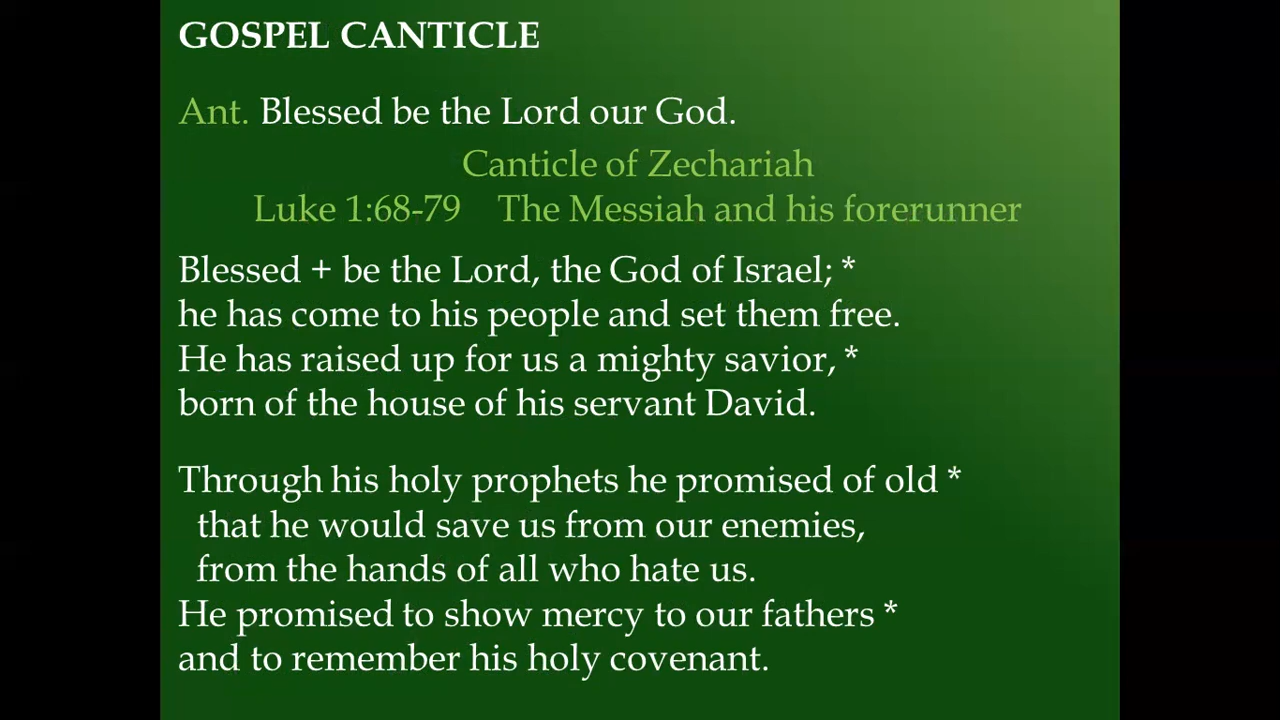 GOSPEL CANTICLE
Ant. Blessed be the Lord our God.
Canticle of Zechariah
Luke 1:68-79 The Messiah and his forerunner
Blessed + be the Lord, the God of Israel; *
he has come to his people and set them free.
He has raised up for us a mighty savior, *
born of the house of his servant David.
Through his holy prophets he promised of old *
that he would save us from our enemies,
from the hands of all who hate us.
He promised to show mercy to our fathers *
and to remember his holy covenant.